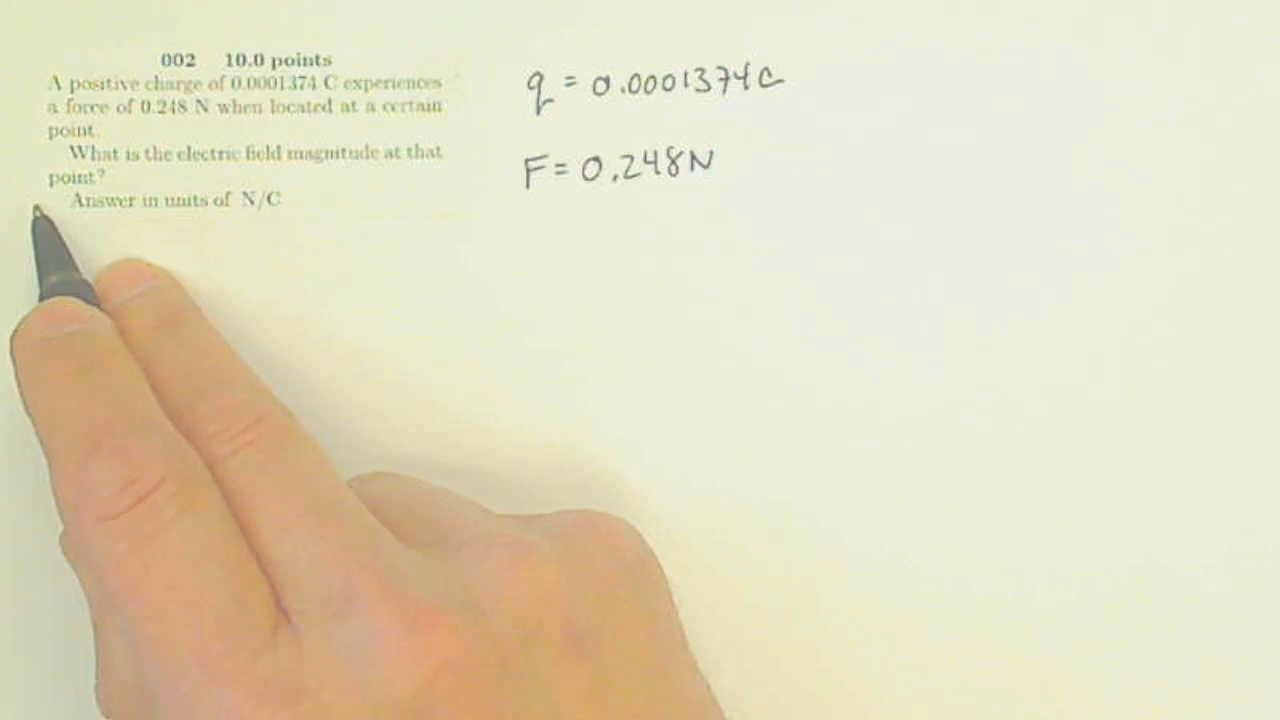 002 10.0 points
A positive charge of 0.0001374 C experiences
a force of 0.248 N when located at a certain
point.
What is the electric field magnitude at that
point?
Answer in units of N/C
q = 0.0001374C
F = 0.248N